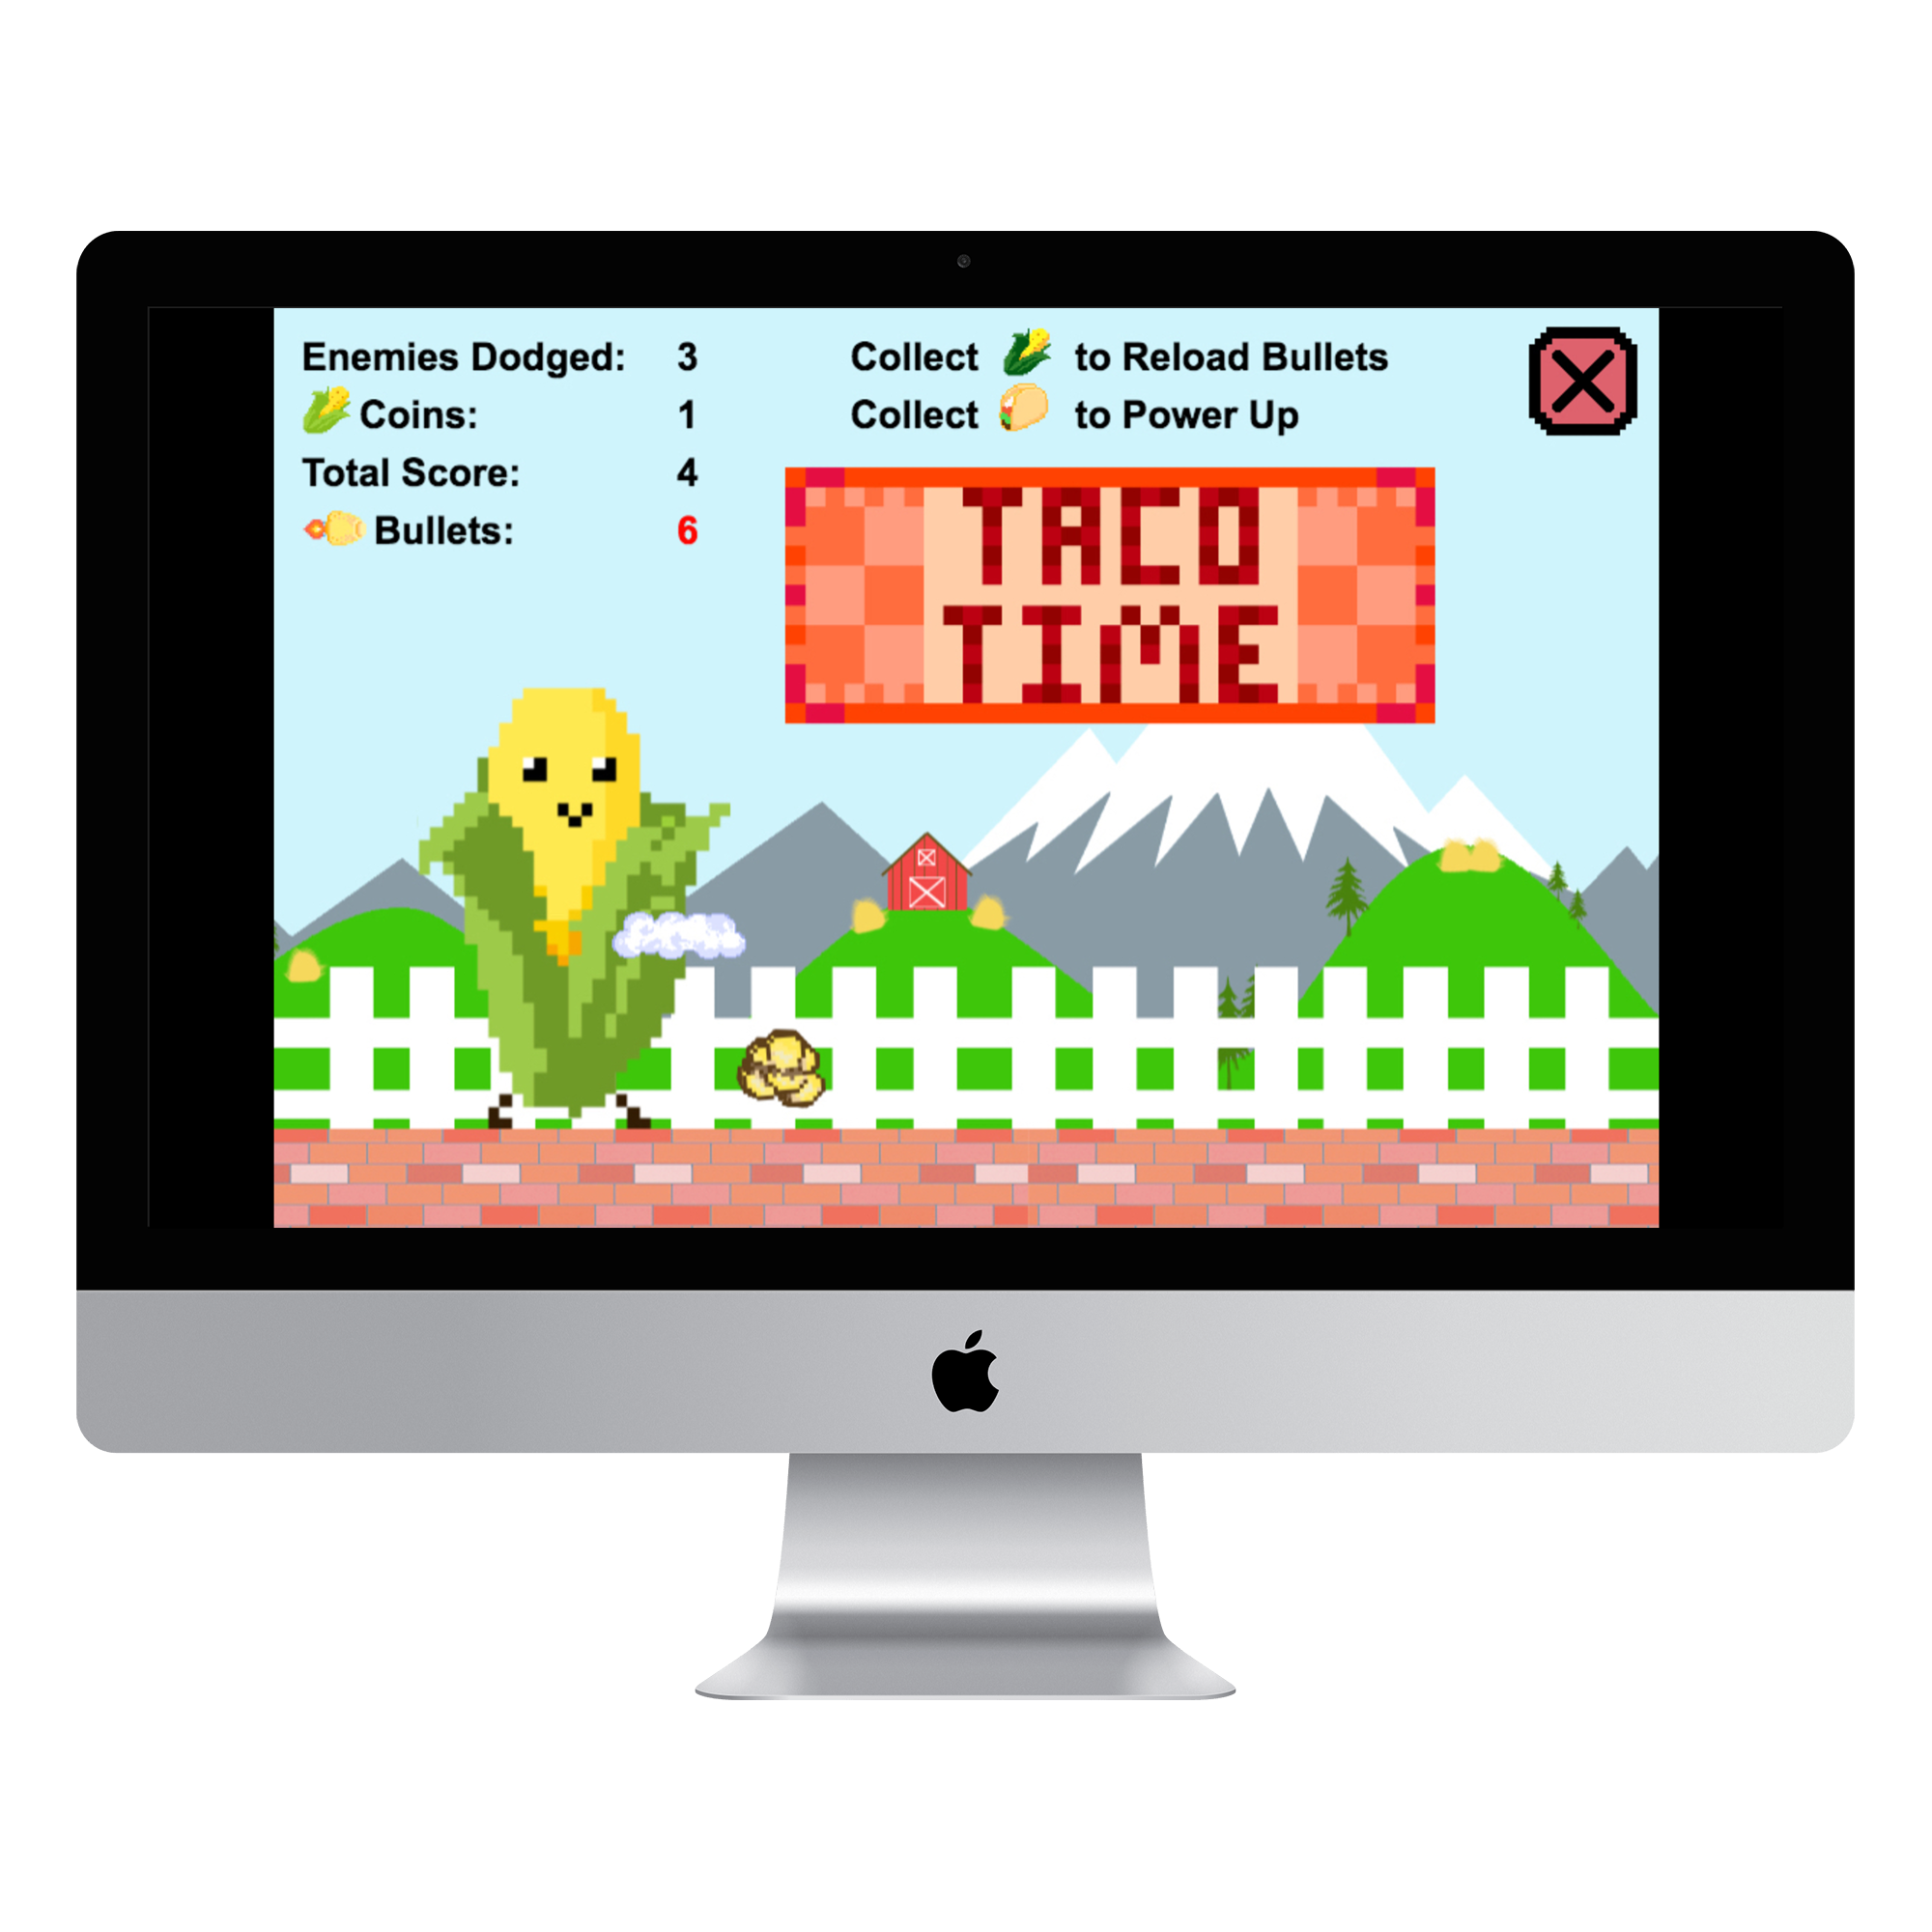 Enemies Dodged: 3
Coins: 1
Total Score: 4
Bullets: 6
Collect to Reload Bullets
Collect to Power Up
TACO
TIME